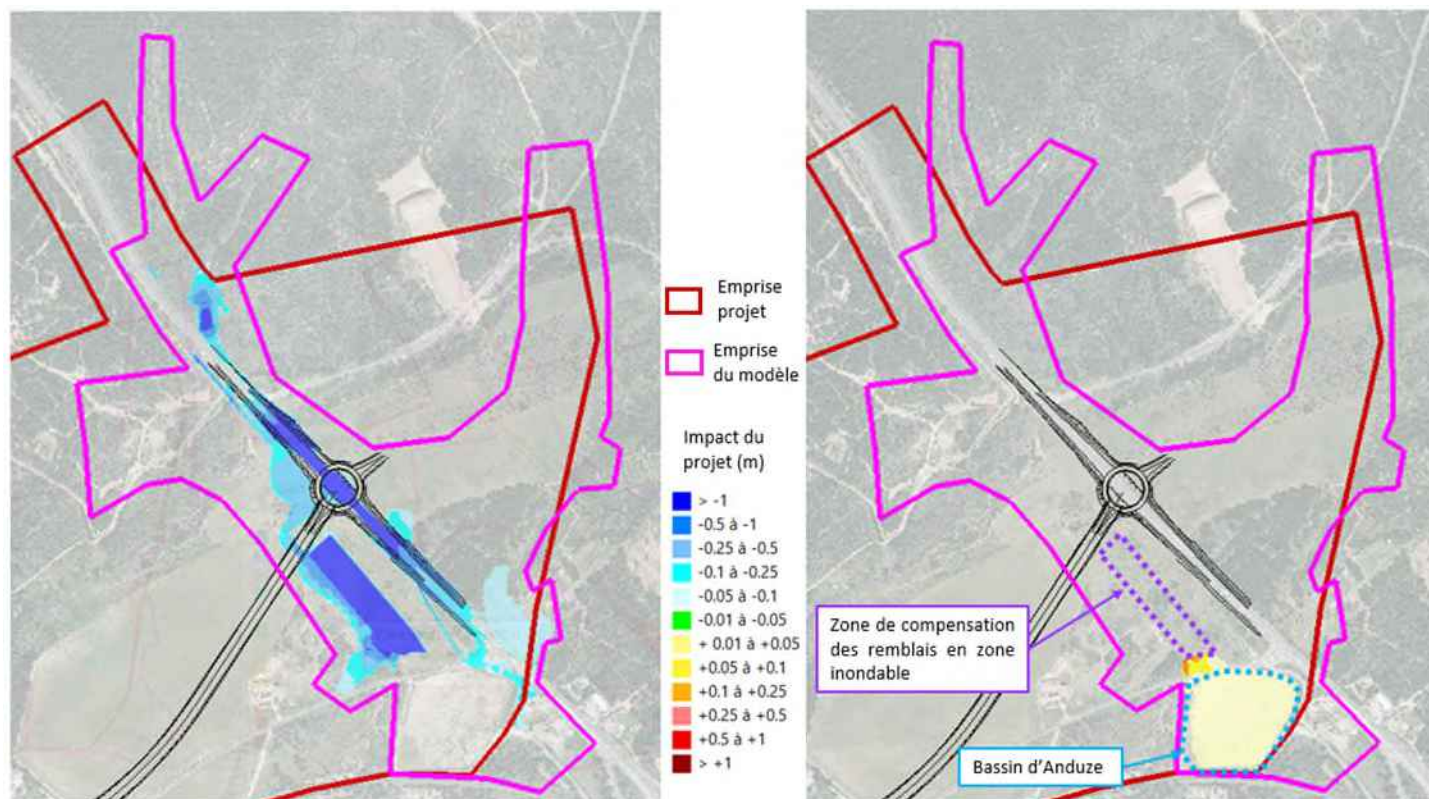 Emprise
projet
Emprise
du modèle
Impact du
projet (m)
> -1
-0.5 à -1
-0.25 à -0.5
-0.1 à -0.25
-0.05 à -0.1
-0.01 à -0.05
+ 0.01 à +0.05
+0.05 à +0.1
+0.1 à +0.25
+0.25 à +0.5
+0.5 à +1
> +1
Zone de compensation
des remblais en zone
inondable
Bassin d'Anduze